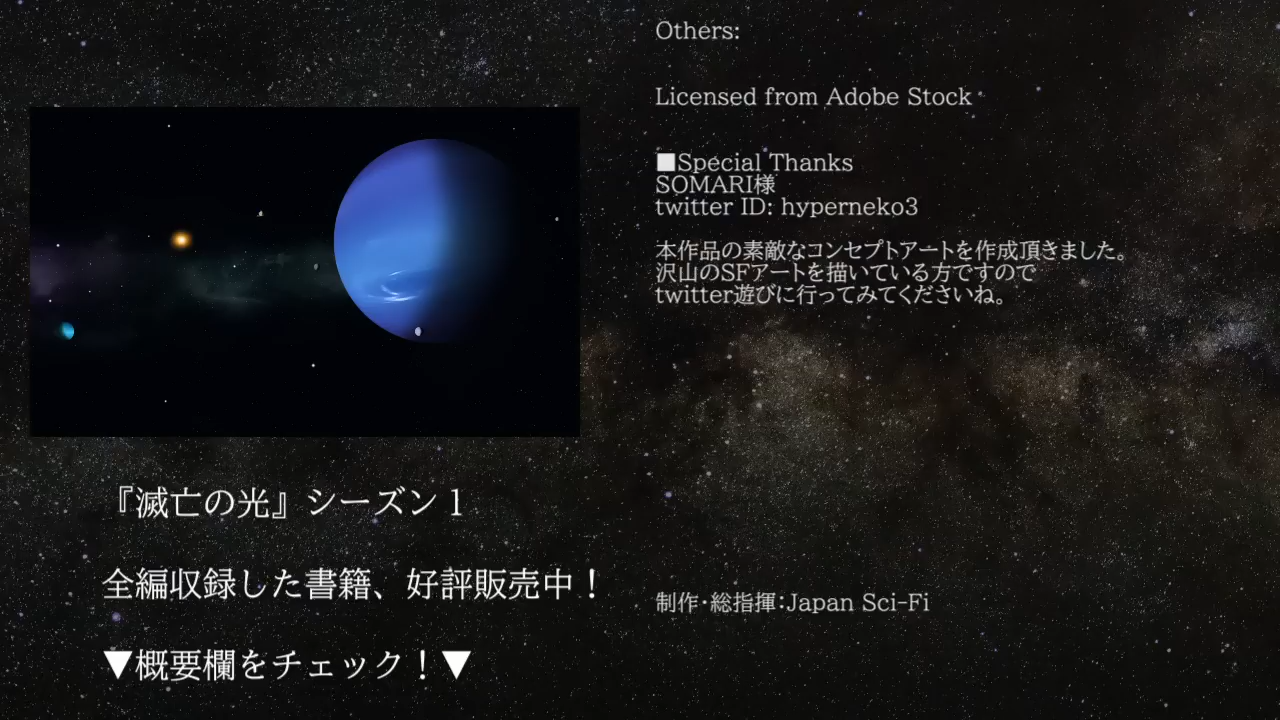 Others:
Licensed from Adobe Stock
■Special Thanks
SOMARI様
twitter ID: hyperneko3
本作品の素敵なコンセプトアートを作成頂きました。
沢山のSFアートを描いている方ですので
twitter遊びに行ってみてくださいね。
『滅亡の光』シーズン１
全編収録した書籍、好評販売中！
▼概要欄をチェック！▼
制作・総指揮：Japan Sci-Fi